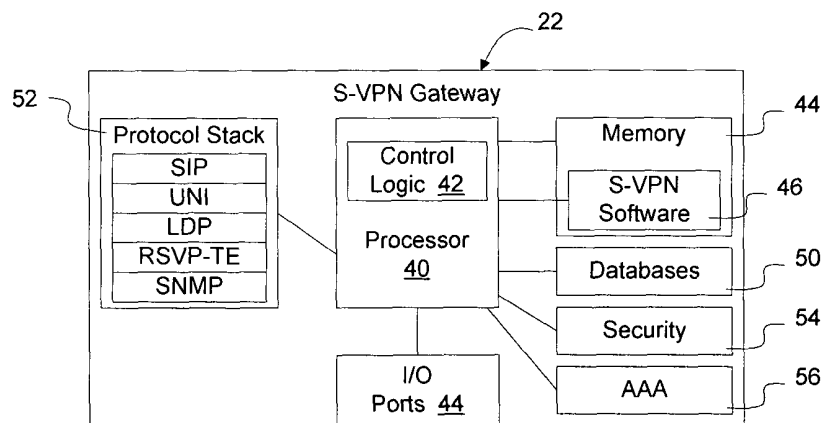 22
S-VPN Gateway
52
Protocol Stack
SIP
UNI
LDP
RSVP-TE
SNMP
Control
Logic 42
Processor
40
I/O
Ports 44
Memory
44
S-VPN
Software
46
Databases
50
Security
54
AAA
56